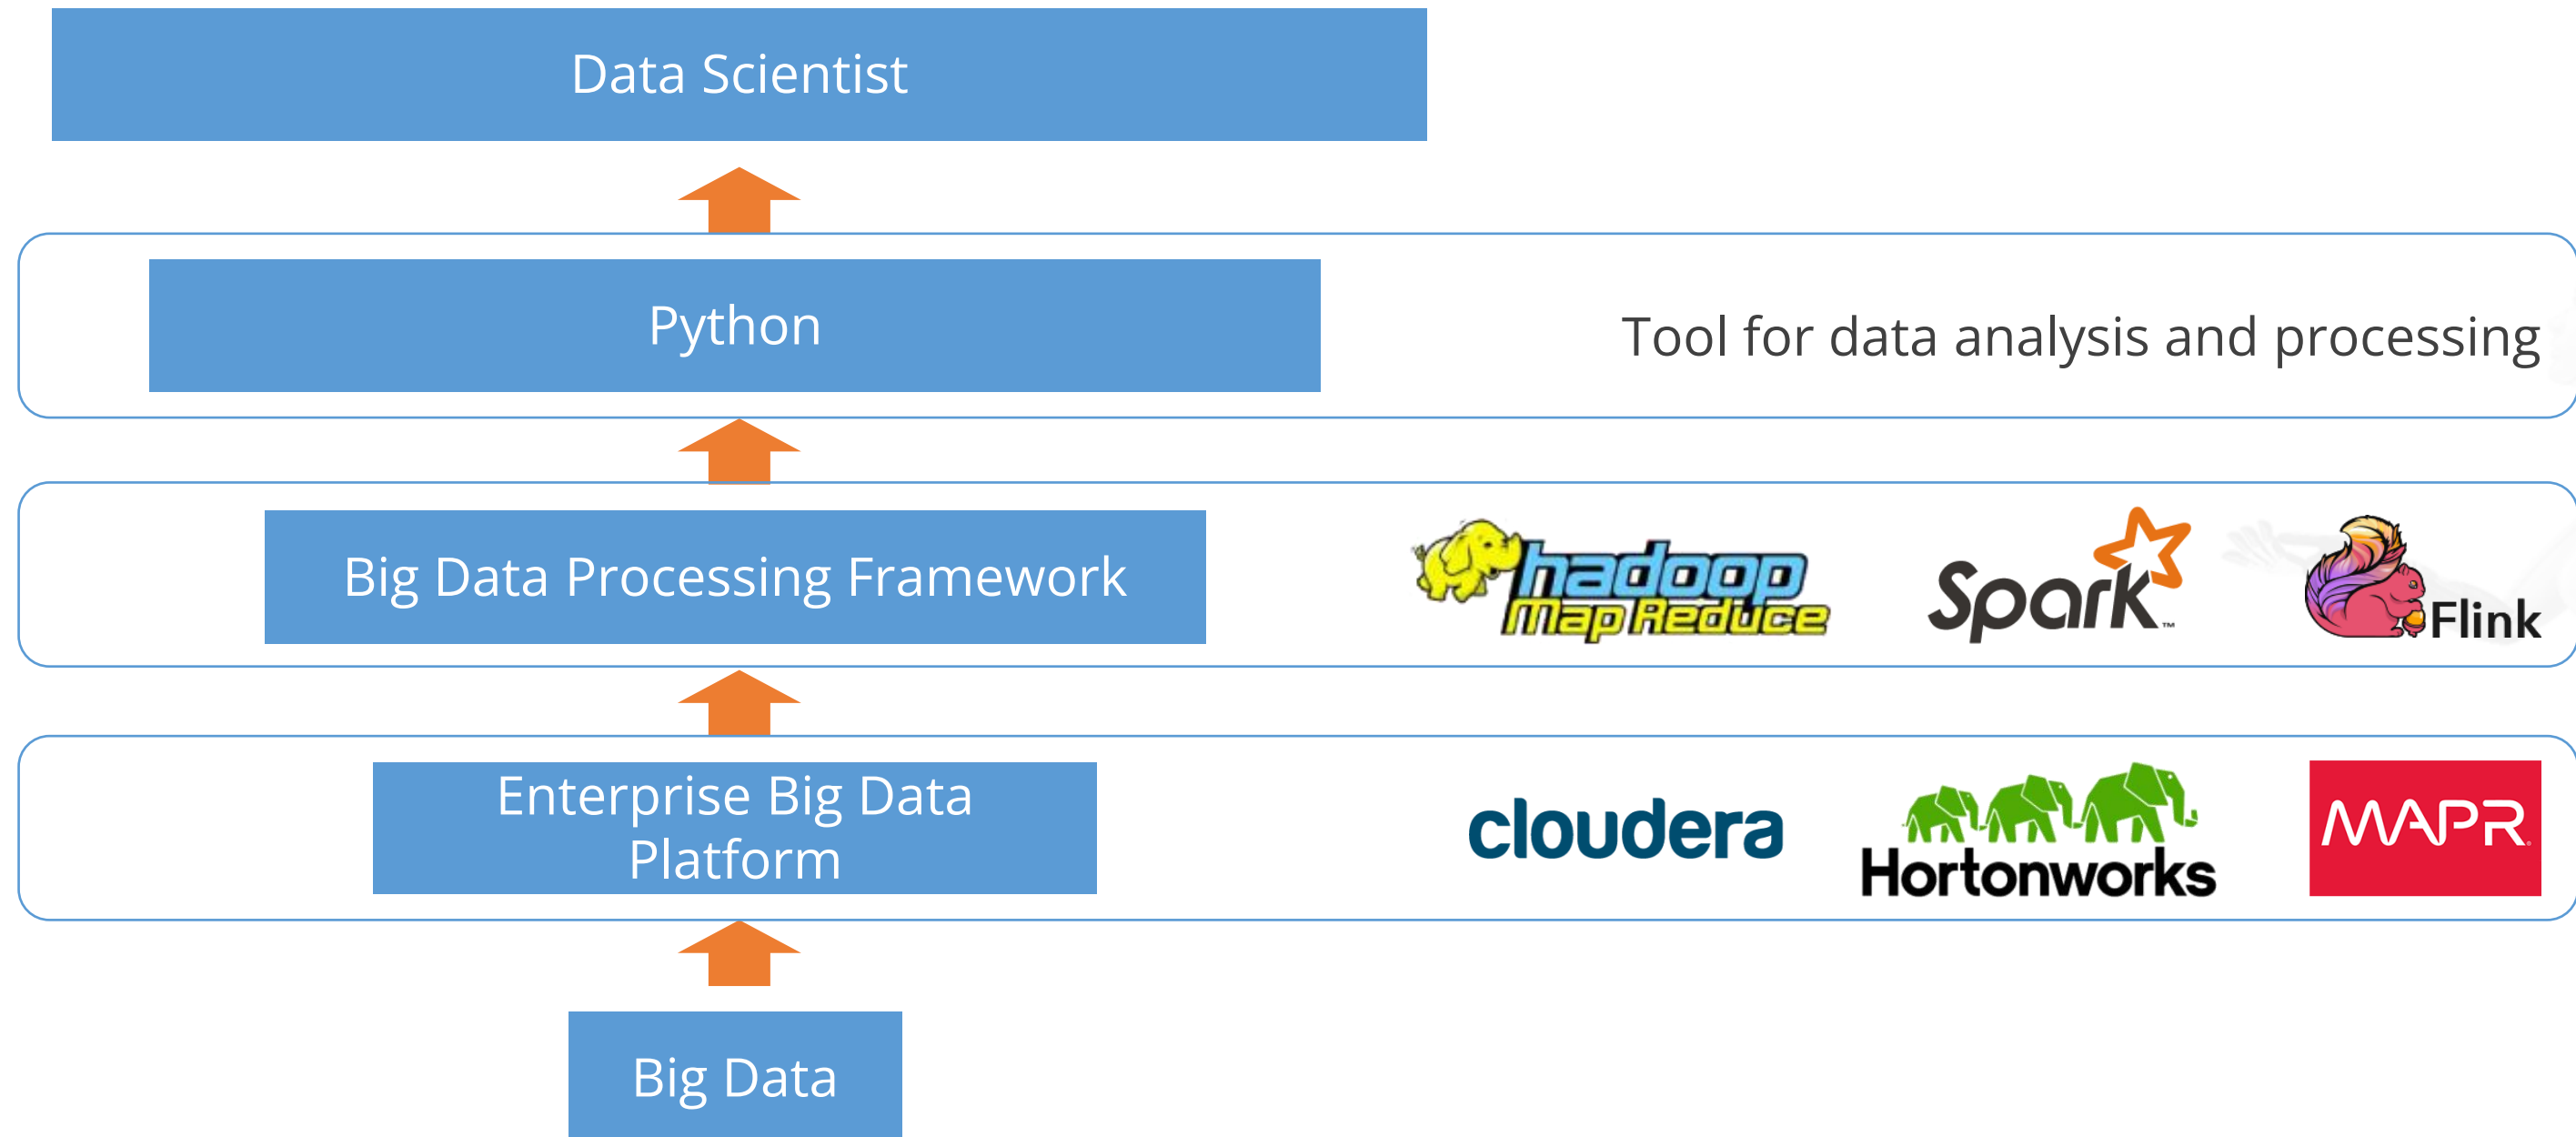 Data Scientist
Python
Tool for data analysis and processing
Big Data Processing Framework
hadoop
Map Reduce
Spark™
Flink
Enterprise Big Data
Platform
cloudera
Hortonworks
MAPR
Big Data